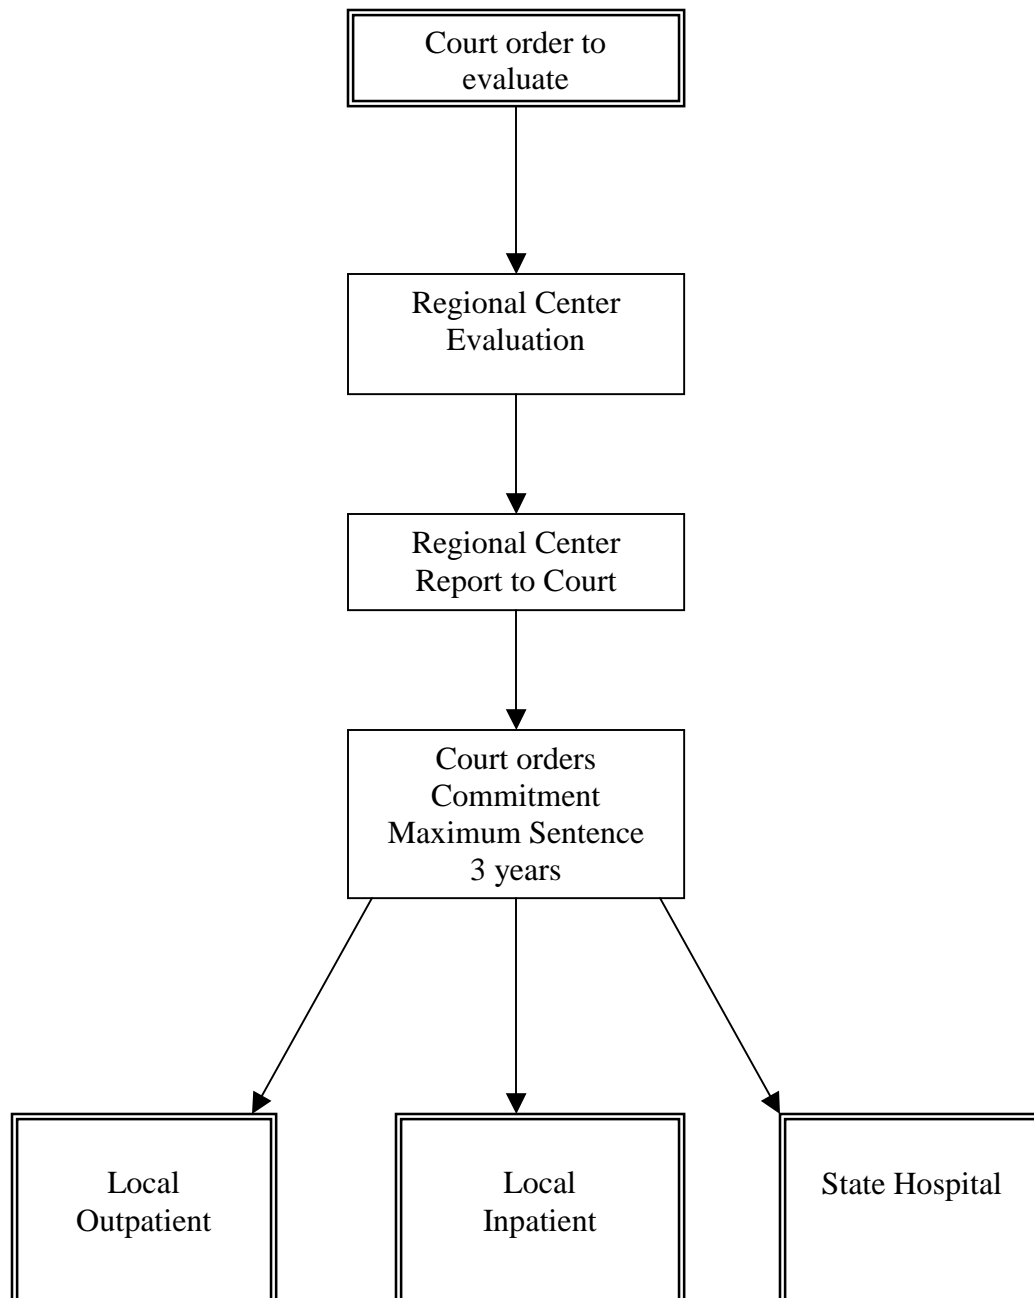 Court order to
evaluate
Regional Center
Evaluation
Regional Center
Report to Court
Court orders
Commitment
Maximum Sentence
3 years
Local
Outpatient
Local
Inpatient
State Hospital